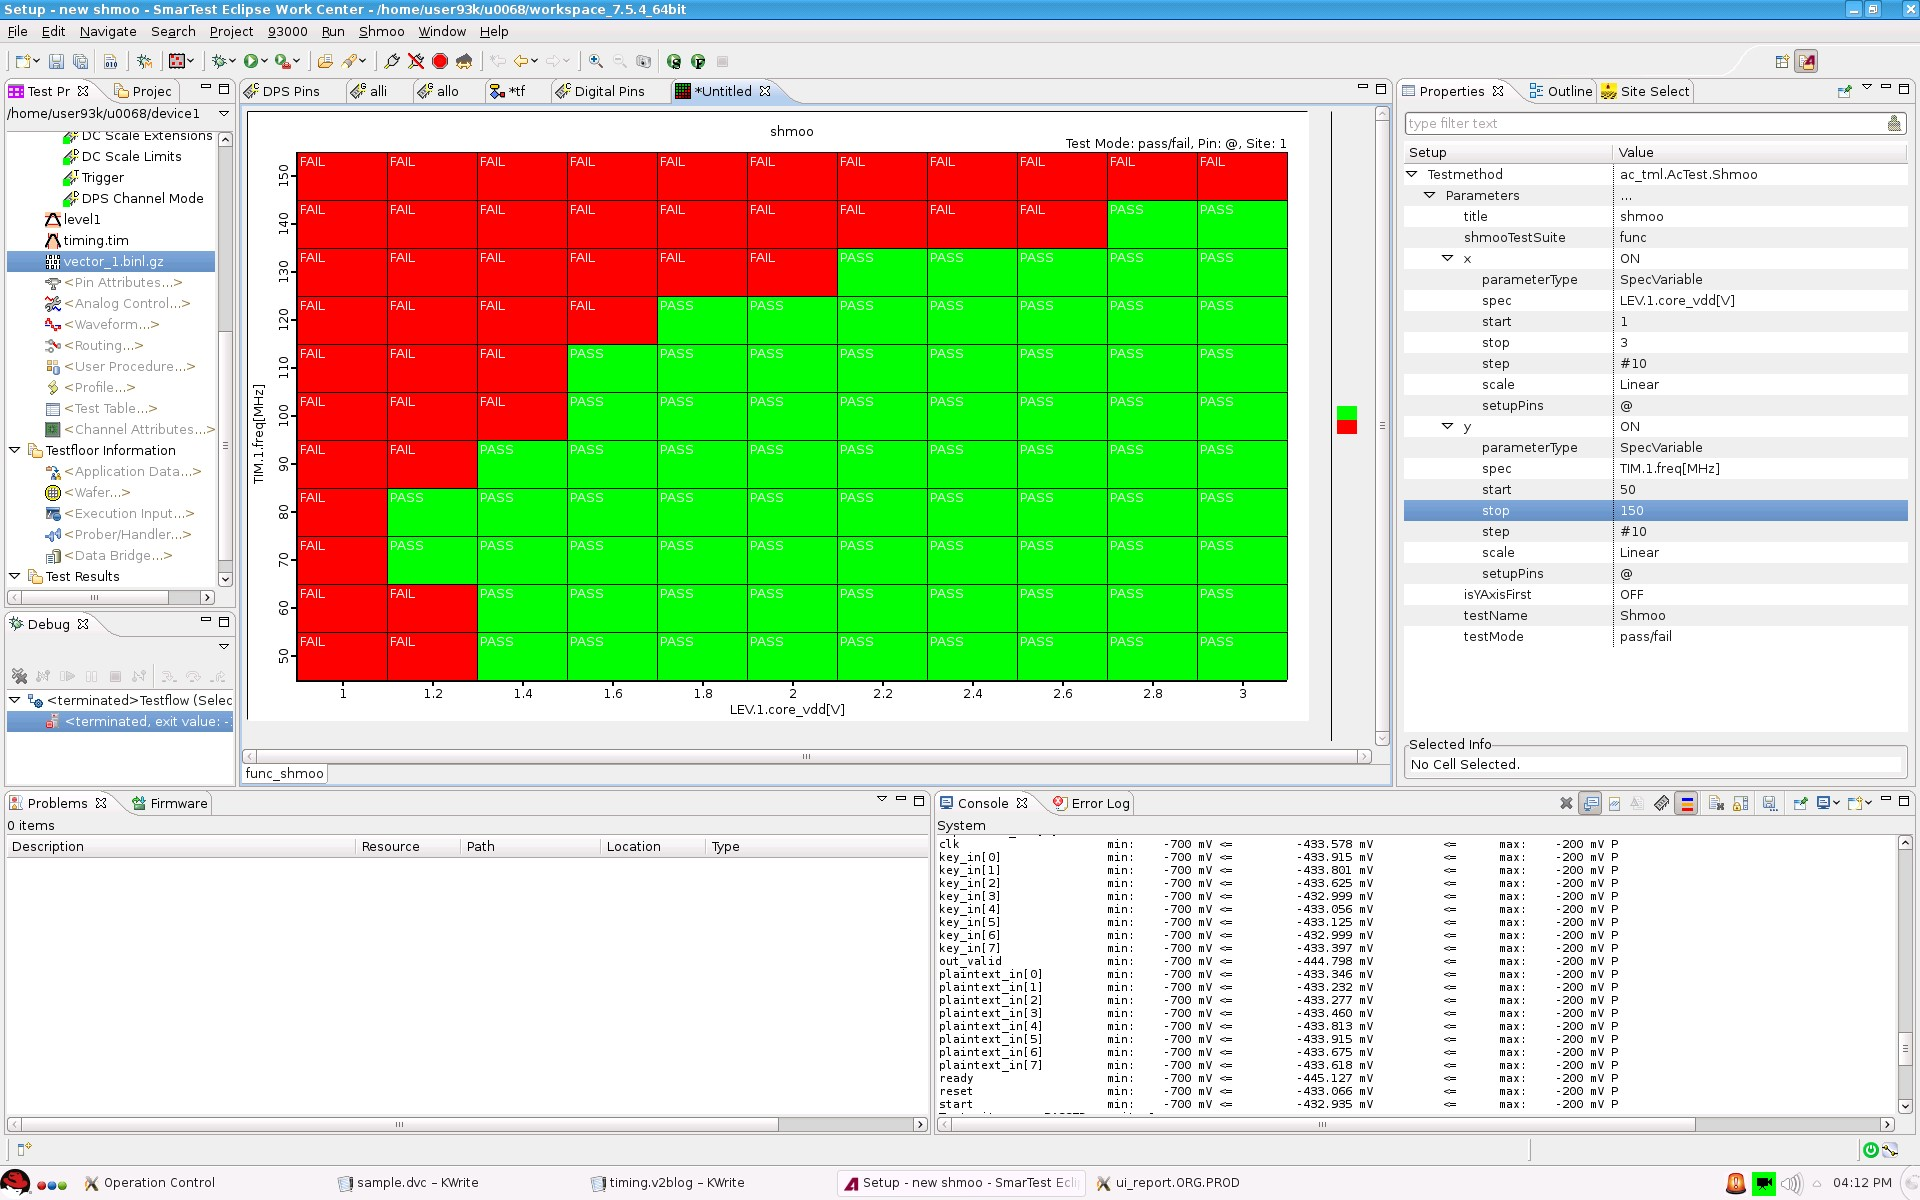 Setup - new shmoo - SmarTest Eclipse Work Center - /home/user93k/u0068/workspace_7.5.4_64bit
File Edit Navigate Search Project 93000 Run Shmoo Window Help
Test Pr Projec
/home/user93k/u0068/device1
DC Scale Extensions
DC Scale Limits
Trigger
DPS Channel Mode
level1
timing.tim
vector_1.binl.gz
<Pin Attributes...>
<Analog Control...>
<Waveform...>
<Routing...>
<User Procedure...>
<Profile...>
<Test Table...>
<Channel Attributes...>
Testfloor Information
<Application Data...>
<Wafer...>
<Execution Input...>
<Prober/Handler...>
<Data Bridge...>
Test Results
Debug
<terminated>Testflow (Selec
<terminated, exit value: -
DPS Pins alli allo *tf Digital Pins *Untitled
shmoo
Test Mode: pass/fail, Pin: @, Site: 1
TIM.1.freq[MHz]
150 FAIL FAIL FAIL FAIL FAIL FAIL FAIL FAIL FAIL FAIL FAIL
140 FAIL FAIL FAIL FAIL FAIL FAIL FAIL FAIL FAIL PASS PASS
130 FAIL FAIL FAIL FAIL FAIL FAIL PASS PASS PASS PASS PASS
120 FAIL FAIL FAIL FAIL PASS PASS PASS PASS PASS PASS PASS
110 FAIL FAIL FAIL PASS PASS PASS PASS PASS PASS PASS PASS
100 FAIL FAIL FAIL PASS PASS PASS PASS PASS PASS PASS PASS
90 FAIL FAIL PASS PASS PASS PASS PASS PASS PASS PASS PASS
80 FAIL PASS PASS PASS PASS PASS PASS PASS PASS PASS PASS
70 FAIL PASS PASS PASS PASS PASS PASS PASS PASS PASS PASS
60 FAIL FAIL PASS PASS PASS PASS PASS PASS PASS PASS PASS
50 FAIL FAIL PASS PASS PASS PASS PASS PASS PASS PASS PASS
1 1.2 1.4 1.6 1.8 2 2.2 2.4 2.6 2.8 3
LEV.1.core_vdd[V]
func_shmoo
Properties Outline Site Select
type filter text
Setup Value
Testmethod ac_tml.AcTest.Shmoo
Parameters ...
title shmoo
shmooTestSuite func
x ON
parameterType SpecVariable
spec LEV.1.core_vdd[V]
start 1
stop 3
step #10
scale Linear
setupPins @
y ON
parameterType SpecVariable
spec TIM.1.freq[MHz]
start 50
stop 150
step #10
scale Linear
setupPins @
isYAxisFirst OFF
testName Shmoo
testMode pass/fail
Selected Info
No Cell Selected.
Problems Firmware
0 items
Description Resource Path Location Type
Console Error Log
System
clk min: -700 mV <= -433.578 mV <= max: -200 mV P
key_in[0] min: -700 mV <= -433.915 mV <= max: -200 mV P
key_in[1] min: -700 mV <= -433.801 mV <= max: -200 mV P
key_in[2] min: -700 mV <= -433.625 mV <= max: -200 mV P
key_in[3] min: -700 mV <= -432.999 mV <= max: -200 mV P
key_in[4] min: -700 mV <= -433.056 mV <= max: -200 mV P
key_in[5] min: -700 mV <= -433.125 mV <= max: -200 mV P
key_in[6] min: -700 mV <= -432.999 mV <= max: -200 mV P
key_in[7] min: -700 mV <= -433.397 mV <= max: -200 mV P
out_valid min: -700 mV <= -444.798 mV <= max: -200 mV P
plaintext_in[0] min: -700 mV <= -433.346 mV <= max: -200 mV P
plaintext_in[1] min: -700 mV <= -433.232 mV <= max: -200 mV P
plaintext_in[2] min: -700 mV <= -433.277 mV <= max: -200 mV P
plaintext_in[3] min: -700 mV <= -433.460 mV <= max: -200 mV P
plaintext_in[4] min: -700 mV <= -433.813 mV <= max: -200 mV P
plaintext_in[5] min: -700 mV <= -433.915 mV <= max: -200 mV P
plaintext_in[6] min: -700 mV <= -433.675 mV <= max: -200 mV P
plaintext_in[7] min: -700 mV <= -433.618 mV <= max: -200 mV P
ready min: -700 mV <= -445.127 mV <= max: -200 mV P
reset min: -700 mV <= -433.066 mV <= max: -200 mV P
start min: -700 mV <= -432.935 mV <= max: -200 mV P
Operation Control sample.dvc – KWrite timing.v2blog – KWrite Setup - new shmoo - SmarTest Ecli ui_report.ORG.PROD 04:12 PM